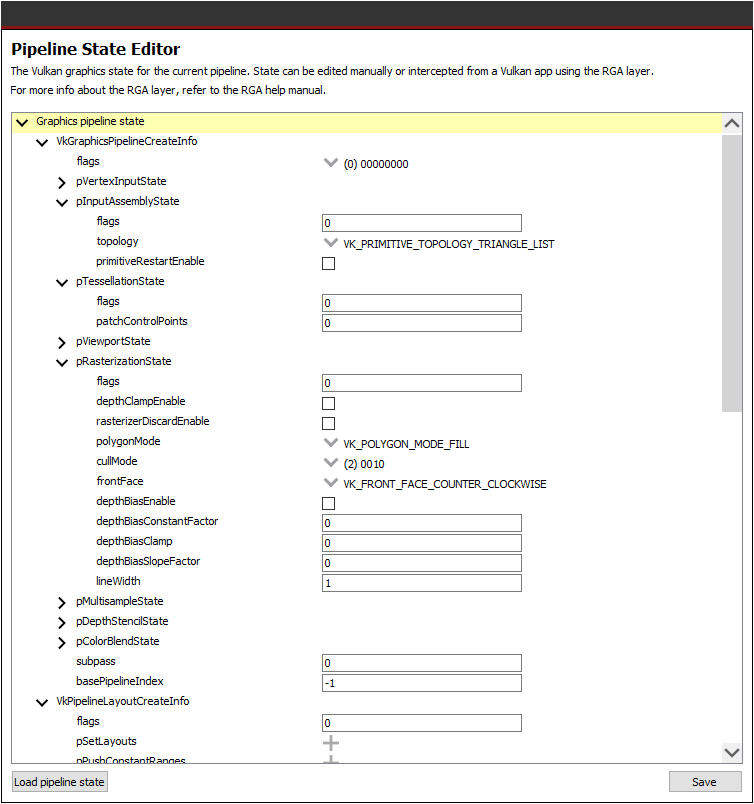 Pipeline State Editor
The Vulkan graphics state for the current pipeline. State can be edited manually or intercepted from a Vulkan app using the RGA layer.
For more info about the RGA layer, refer to the RGA help manual.
Graphics pipeline state
VkGraphicsPipelineCreateInfo
flags (0) 00000000
pVertexInputState
pInputAssemblyState
flags 0
topology VK_PRIMITIVE_TOPOLOGY_TRIANGLE_LIST
primitiveRestartEnable
pTessellationState
flags 0
patchControlPoints 0
pViewportState
pRasterizationState
flags 0
depthClampEnable
rasterizerDiscardEnable
polygonMode VK_POLYGON_MODE_FILL
cullMode (2) 0010
frontFace VK_FRONT_FACE_COUNTER_CLOCKWISE
depthBiasEnable
depthBiasConstantFactor 0
depthBiasClamp 0
depthBiasSlopeFactor 0
lineWidth 1
pMultisampleState
pDepthStencilState
pColorBlendState
subpass 0
basePipelineIndex -1
VkPipelineLayoutCreateInfo
flags 0
pSetLayouts
pPushConstantRanges
Load pipeline state Save